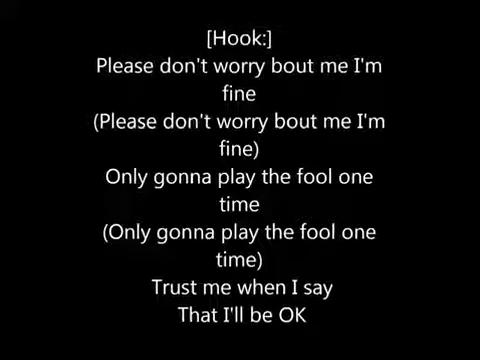 [Hook:]
Please don't worry bout me I'm
fine
(Please don't worry bout me I'm
fine)
Only gonna play the fool one
time
(Only gonna play the fool one
time)
Trust me when I say
That I'll be OK